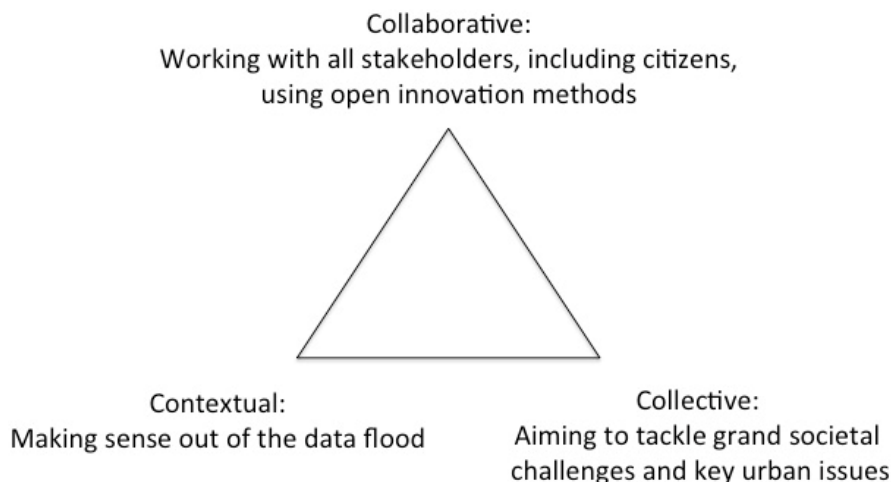 Collaborative:
Working with all stakeholders, including citizens,
using open innovation methods
Contextual:
Making sense out of the data flood
Collective:
Aiming to tackle grand societal
challenges and key urban issues